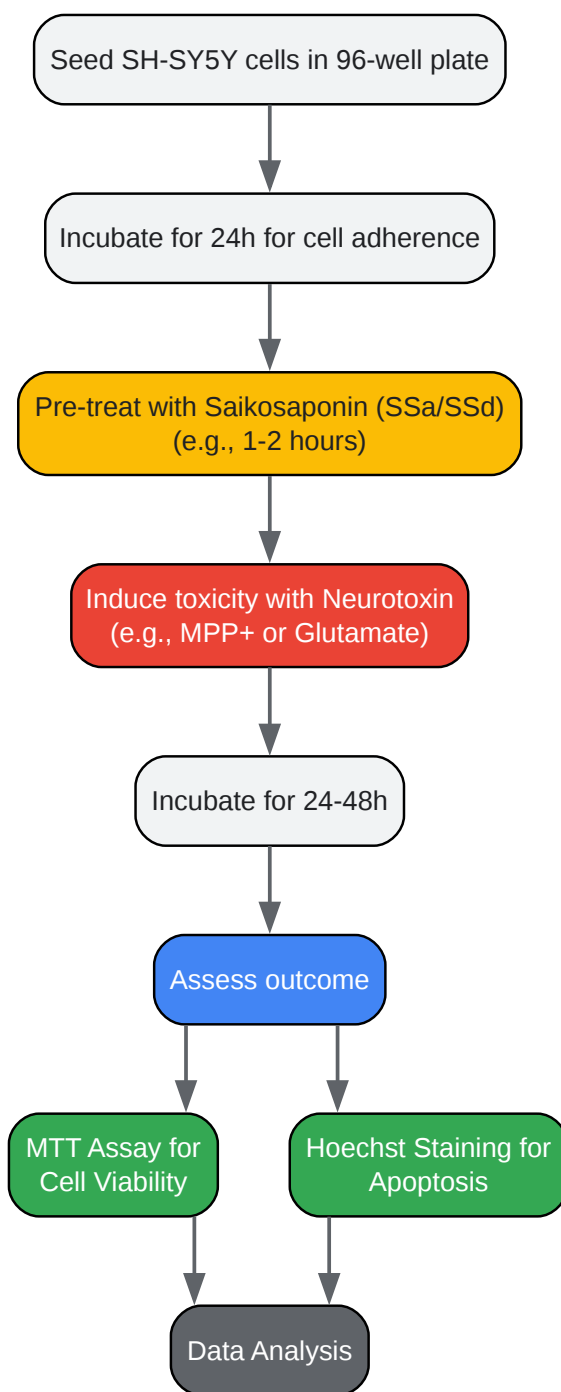 Seed SH-SY5Y cells in 96-well plate
Incubate for 24h for cell adherence
Pre-treat with Saikosaponin (SSa/SSd)
(e.g., 1-2 hours)
Induce toxicity with Neurotoxin
(e.g., MPP+ or Glutamate)
Incubate for 24-48h
Assess outcome
MTT Assay for
Cell Viability
Hoechst Staining for
Apoptosis
Data Analysis